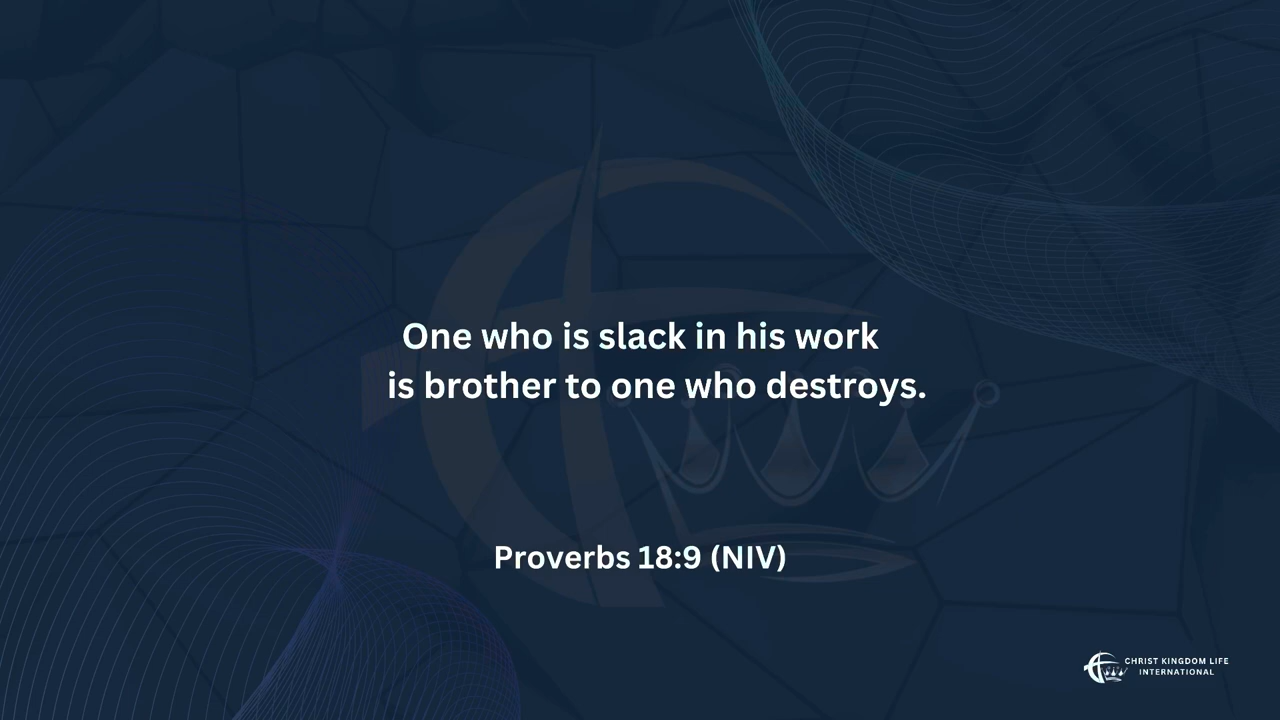 One who is slack in his work
is brother to one who destroys.
Proverbs 18:9 (NIV)
CHRIST KINGDOM LIFE
INTERNATIONAL